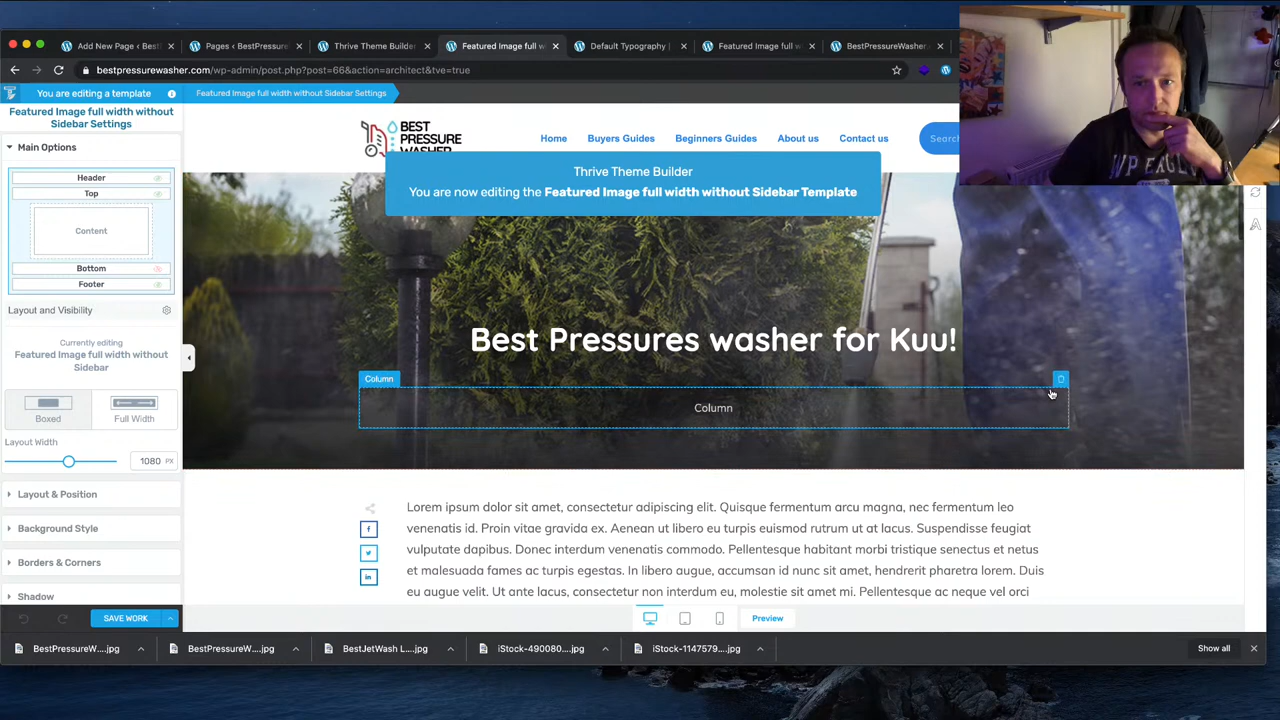 Add New Page < Best
Pages < BestPressure
Thrive Theme Builder
Featured Image full w
Default Typography |
Featured Image full w
BestPressureWasher.
bestpressurewasher.com/wp-admin/post.php?post=66&action=architect&tve=true
You are editing a template
Featured Image full width without Sidebar Settings
Featured Image full width without
Sidebar Settings
Main Options
Header
Top
Content
Bottom
Footer
Layout and Visibility
Currently editing
Featured Image full width without
Sidebar
Boxed
Full Width
Layout Width
1080 PX
Layout & Position
Background Style
Borders & Corners
Shadow
SAVE WORK
BEST
PRESSURE
WASHER
Home
Buyers Guides
Beginners Guides
About us
Contact us
Search
Thrive Theme Builder
You are now editing the Featured Image full width without Sidebar Template
Best Pressures washer for Kuu!
Column
Column
Lorem ipsum dolor sit amet, consectetur adipiscing elit. Quisque fermentum arcu magna, nec fermentum leo
venenatis id. Proin vitae gravida ex. Aenean ut libero eu turpis euismod rutrum ut at lacus. Suspendisse feugiat
vulputate dapibus. Donec interdum venenatis commodo. Pellentesque habitant morbi tristique senectus et netus
et malesuada fames ac turpis egestas. In libero augue, accumsan id nunc sit amet, hendrerit pharetra lorem. Duis
eu augue velit. Ut ante lacus, consectetur non nunc elementum, molestie sit amet mi. Pellentesque ac neque vel orci
Preview
BestPressureW....jpg
BestPressureW....jpg
BestJetWash L....jpg
iStock-490080....jpg
iStock-1147579....jpg
Show all